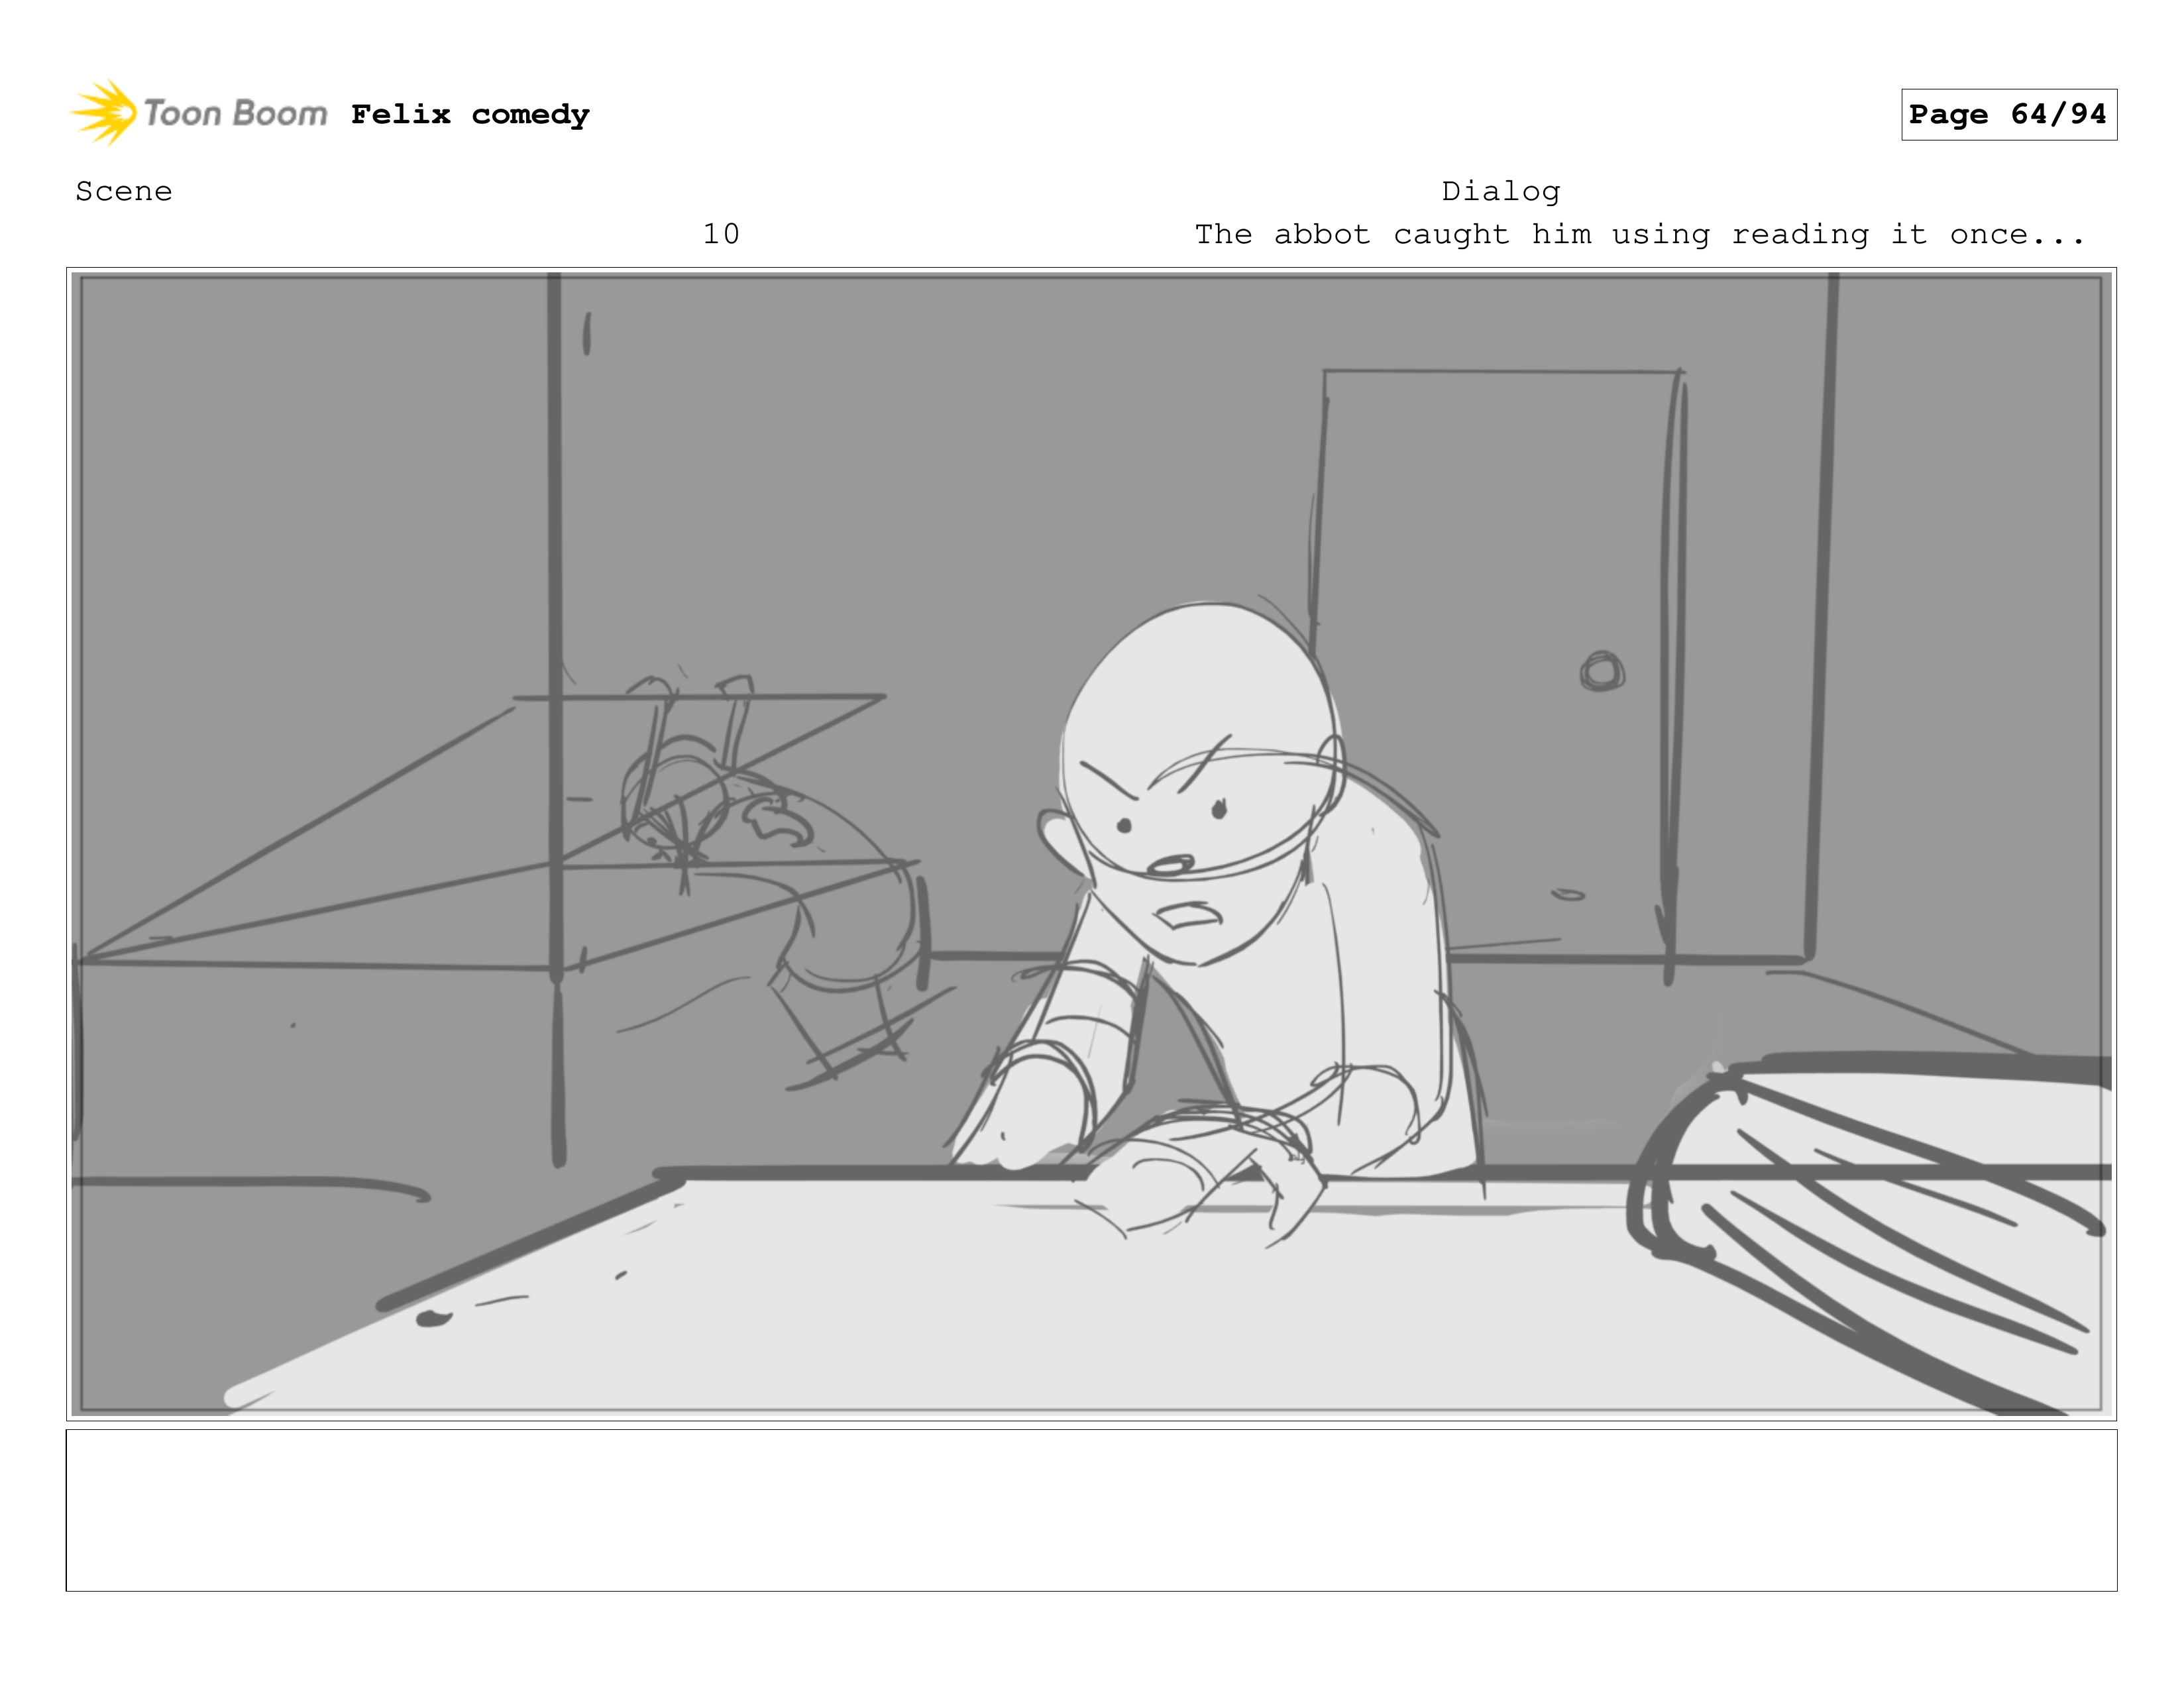 Toon Boom Felix comedy Page 64/94
Scene Dialog
10 The abbot caught him using reading it once...